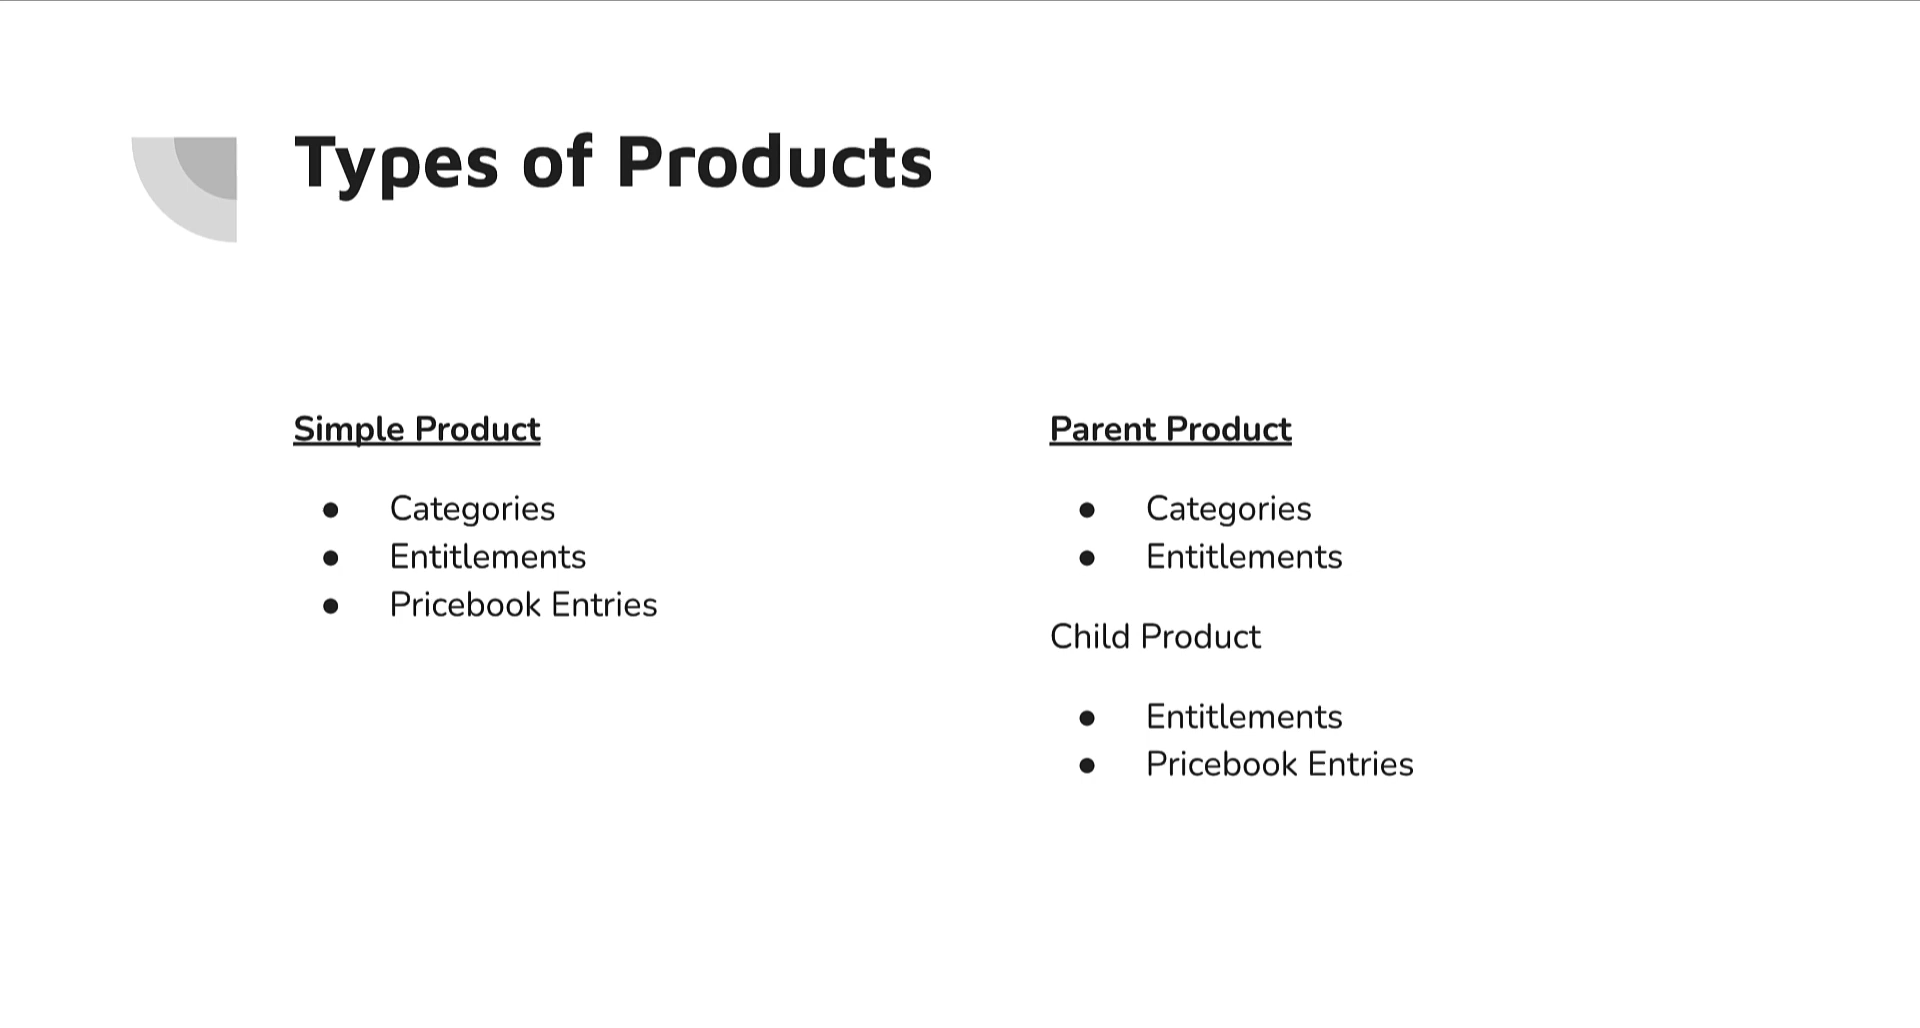 Types of Products
Simple Product
● Categories
● Entitlements
● Pricebook Entries
Parent Product
● Categories
● Entitlements
Child Product
● Entitlements
● Pricebook Entries